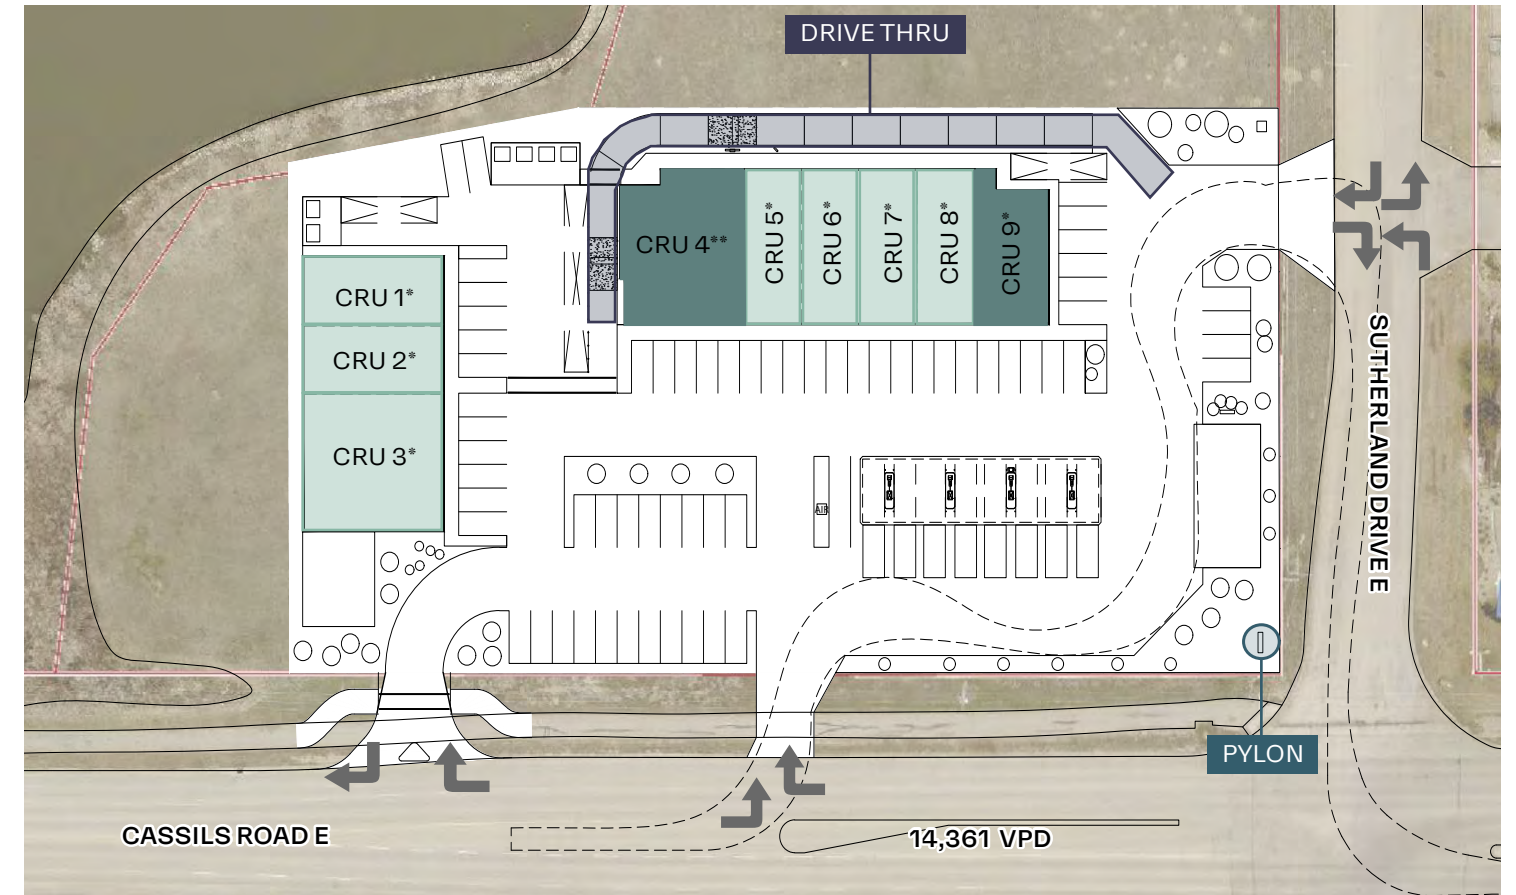 DRIVE THRU
CRU 4**
CRU 5*
CRU 6*
CRU 7*
CRU 8*
CRU 9*
CRU 1*
CRU 2*
CRU 3*
AIR
SUTHERLAND DRIVE E
PYLON
CASSILS ROAD E
14,361 VPD